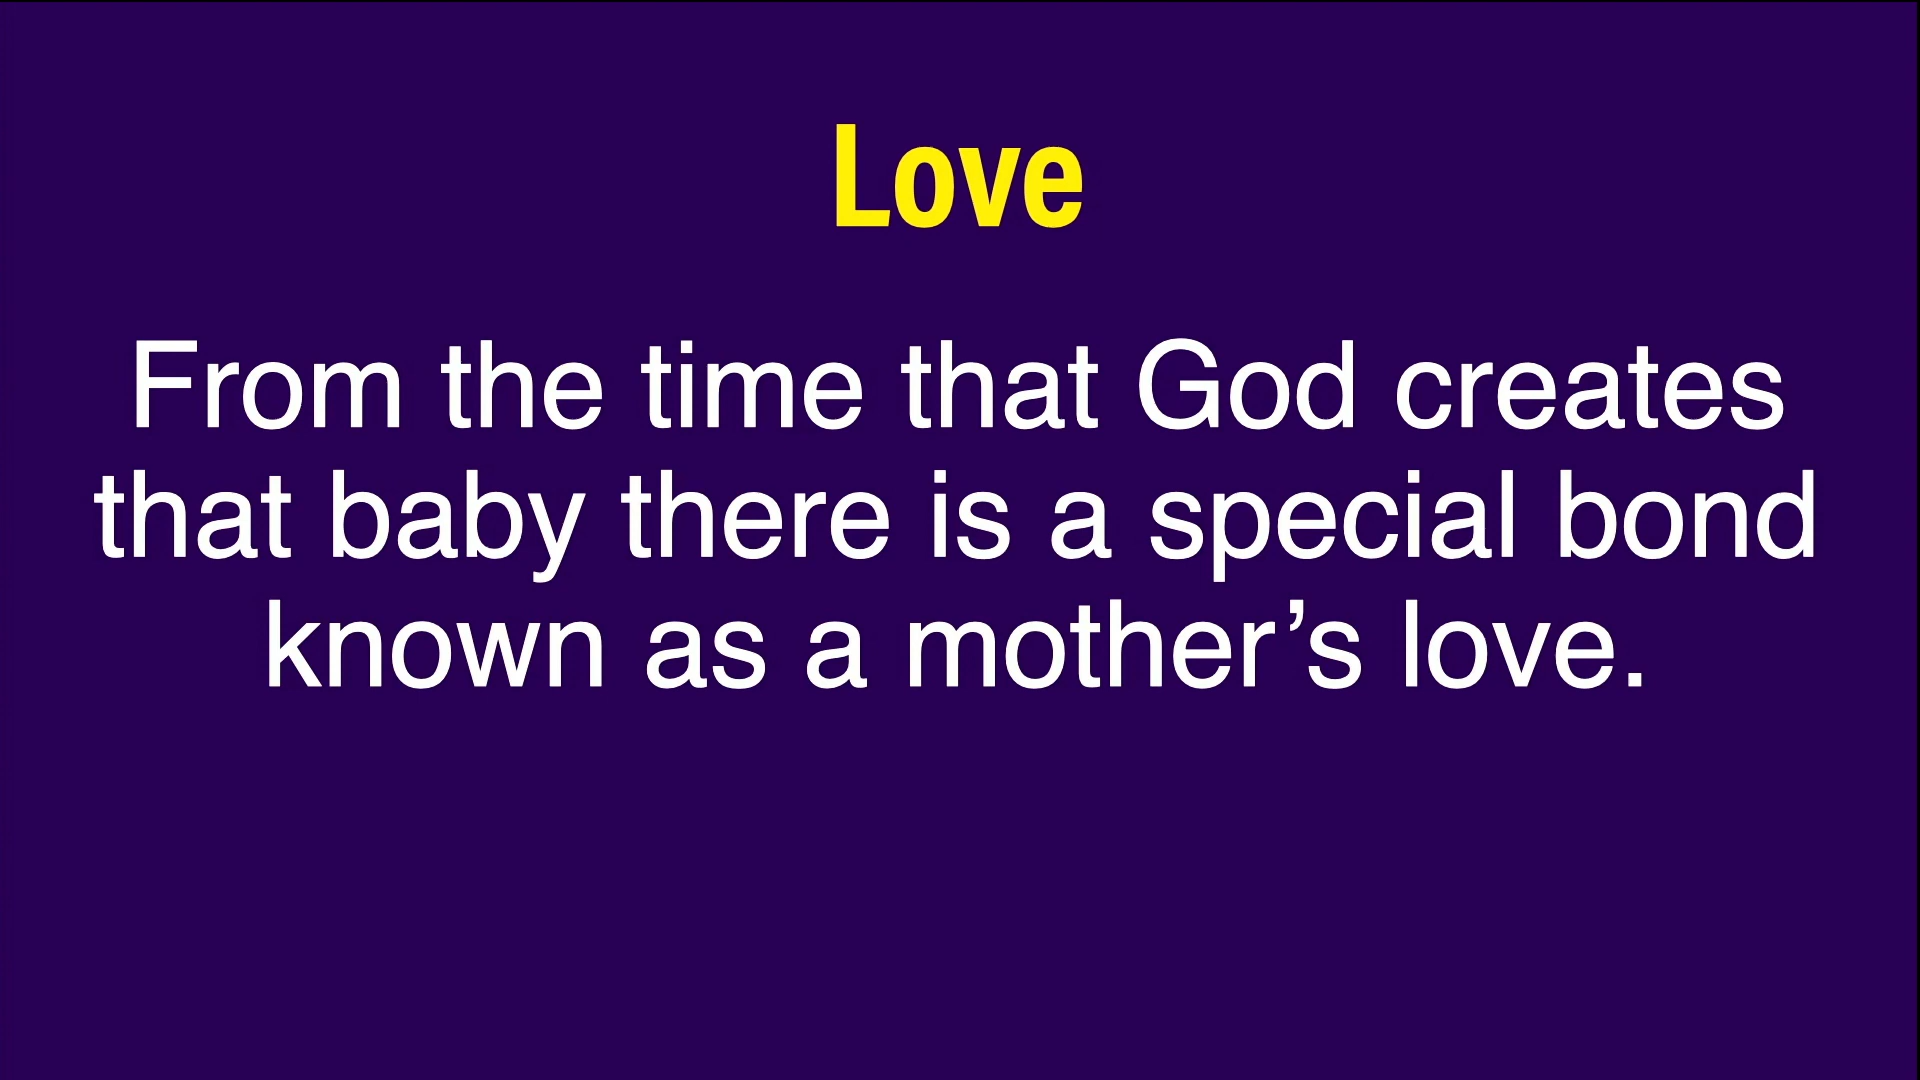 Love
From the time that God creates
that baby there is a special bond
known as a mother’s love.